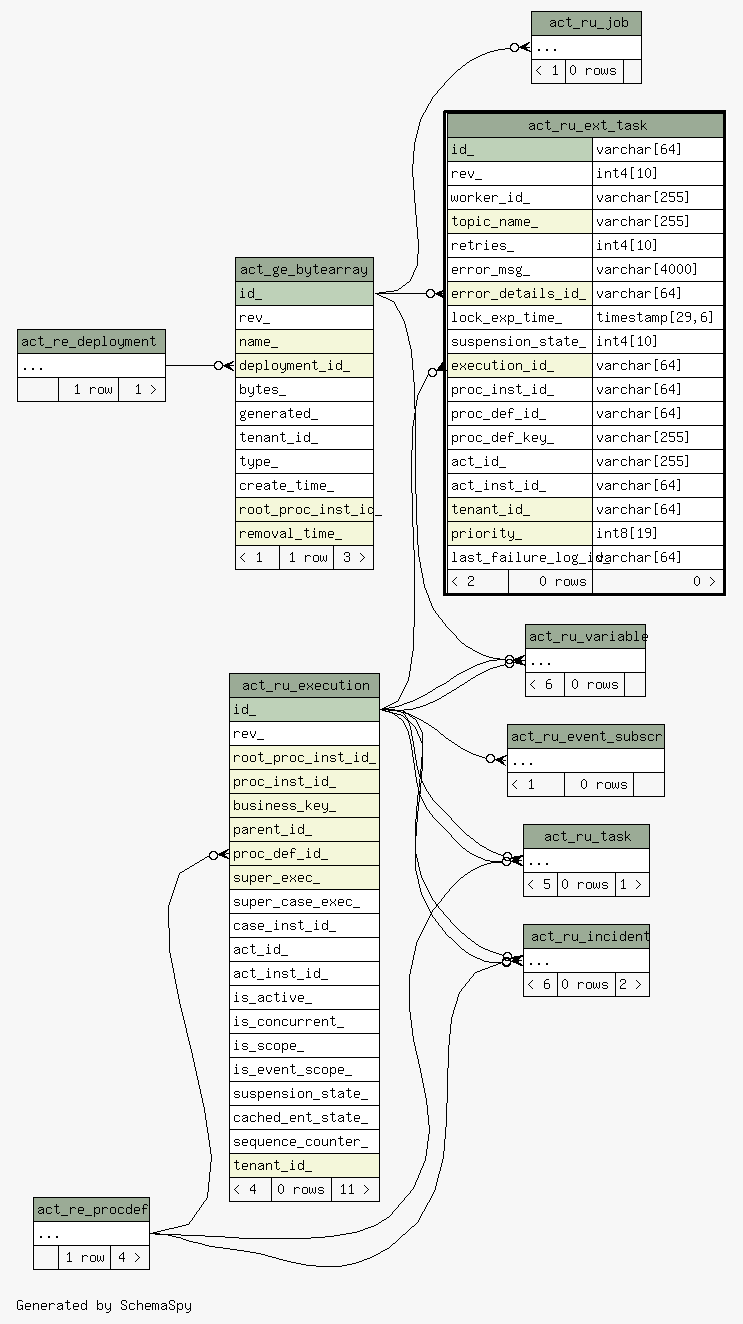 act_ru_job
...
< 1 0 rows
act_ru_ext_task
id_ varchar[64]
rev_ int4[10]
worker_id_ varchar[255]
topic_name_ varchar[255]
retries_ int4[10]
error_msg_ varchar[4000]
error_details_id_ varchar[64]
lock_exp_time_ timestamp[29,6]
suspension_state_ int4[10]
execution_id_ varchar[64]
proc_inst_id_ varchar[64]
proc_def_id_ varchar[64]
proc_def_key_ varchar[255]
act_id_ varchar[255]
act_inst_id_ varchar[64]
tenant_id_ varchar[64]
priority_ int8[19]
last_failure_log_id_ varchar[64]
< 2 0 rows 0 >
act_ge_bytearray
id_
rev_
name_
deployment_id_
bytes_
generated_
tenant_id_
type_
create_time_
root_proc_inst_id_
removal_time_
< 1 1 row 3 >
act_re_deployment
...
1 row 1 >
act_ru_variable
...
< 6 0 rows
act_ru_execution
id_
rev_
root_proc_inst_id_
proc_inst_id_
business_key_
parent_id_
proc_def_id_
super_exec_
super_case_exec_
case_inst_id_
act_id_
act_inst_id_
is_active_
is_concurrent_
is_scope_
is_event_scope_
suspension_state_
cached_ent_state_
sequence_counter_
tenant_id_
< 4 0 rows 11 >
act_ru_event_subscr
...
< 1 0 rows
act_ru_task
...
< 5 0 rows 1 >
act_ru_incident
...
< 6 0 rows 2 >
act_re_procdef
...
1 row 4 >
Generated by SchemaSpy